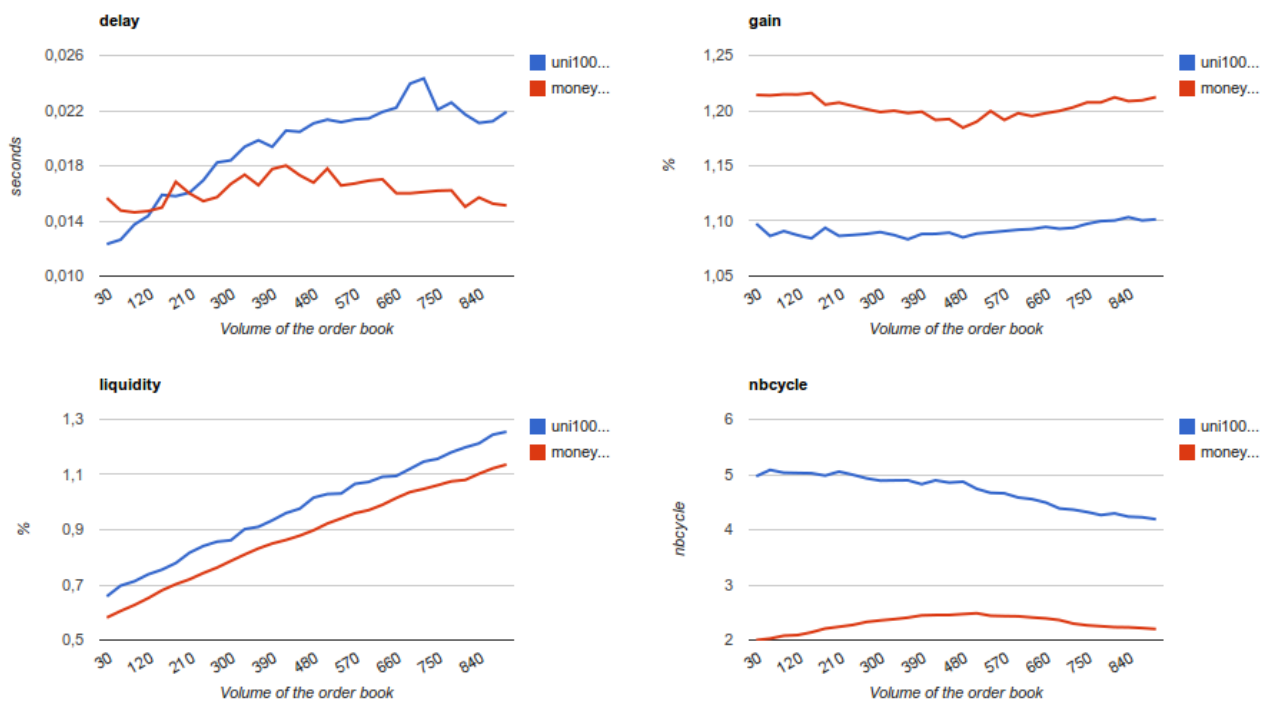 delay
0,026
0,022
0,018
0,014
0,010
seconds
30 120 210 300 390 480 570 660 750 840
Volume of the order book
uni100...
money...
gain
1,25
1,20
1,15
1,10
1,05
%
30 120 210 300 390 480 570 660 750 840
Volume of the order book
uni100...
money...
liquidity
1,3
1,1
0,9
0,7
0,5
%
30 120 210 300 390 480 570 660 750 840
Volume of the order book
uni100...
money...
nbcycle
6
5
4
3
2
nbcycle
30 120 210 300 390 480 570 660 750 840
Volume of the order book
uni100...
money...